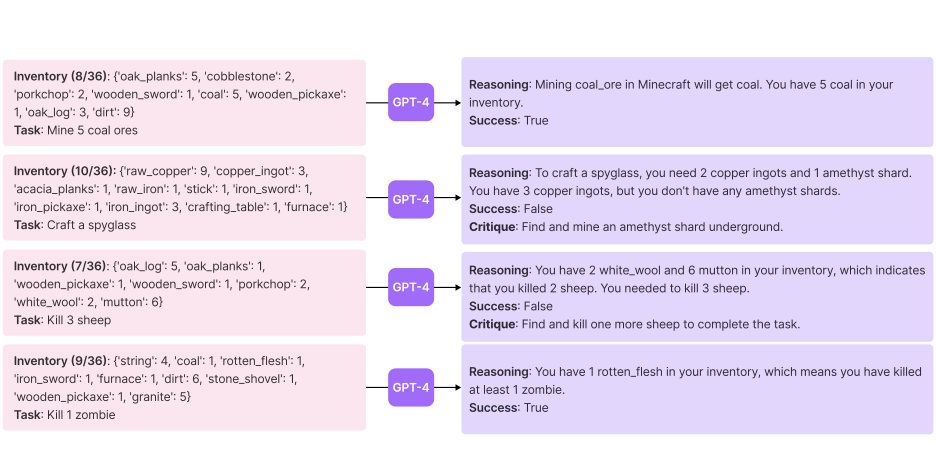 Inventory (8/36): {'oak_planks': 5, 'cobblestone': 2,
'porkchop': 2, 'wooden_sword': 1, 'coal': 5, 'wooden_pickaxe':
1, 'oak_log': 3, 'dirt': 9}
Task: Mine 5 coal ores
GPT-4
Reasoning: Mining coal_ore in Minecraft will get coal. You have 5 coal in your
inventory.
Success: True
Inventory (10/36): {'raw_copper': 9, 'copper_ingot': 3,
'acacia_planks': 1, 'raw_iron': 1, 'stick': 1, 'iron_sword': 1,
'iron_pickaxe': 1, 'iron_ingot': 3, 'crafting_table': 1, 'furnace': 1}
Task: Craft a spyglass
GPT-4
Reasoning: To craft a spyglass, you need 2 copper ingots and 1 amethyst shard.
You have 3 copper ingots, but you don't have any amethyst shards.
Success: False
Critique: Find and mine an amethyst shard underground.
Inventory (7/36): {'oak_log': 5, 'oak_planks': 1,
'wooden_pickaxe': 1, 'wooden_sword': 1, 'porkchop': 2,
'white_wool': 2, 'mutton': 6}
Task: Kill 3 sheep
GPT-4
Reasoning: You have 2 white_wool and 6 mutton in your inventory, which indicates
that you killed 2 sheep. You needed to kill 3 sheep.
Success: False
Critique: Find and kill one more sheep to complete the task.
Inventory (9/36): {'string': 4, 'coal': 1, 'rotten_flesh': 1,
'iron_sword': 1, 'furnace': 1, 'dirt': 6, 'stone_shovel': 1,
'wooden_pickaxe': 1, 'granite': 5}
Task: Kill 1 zombie
GPT-4
Reasoning: You have 1 rotten_flesh in your inventory, which means you have killed
at least 1 zombie.
Success: True